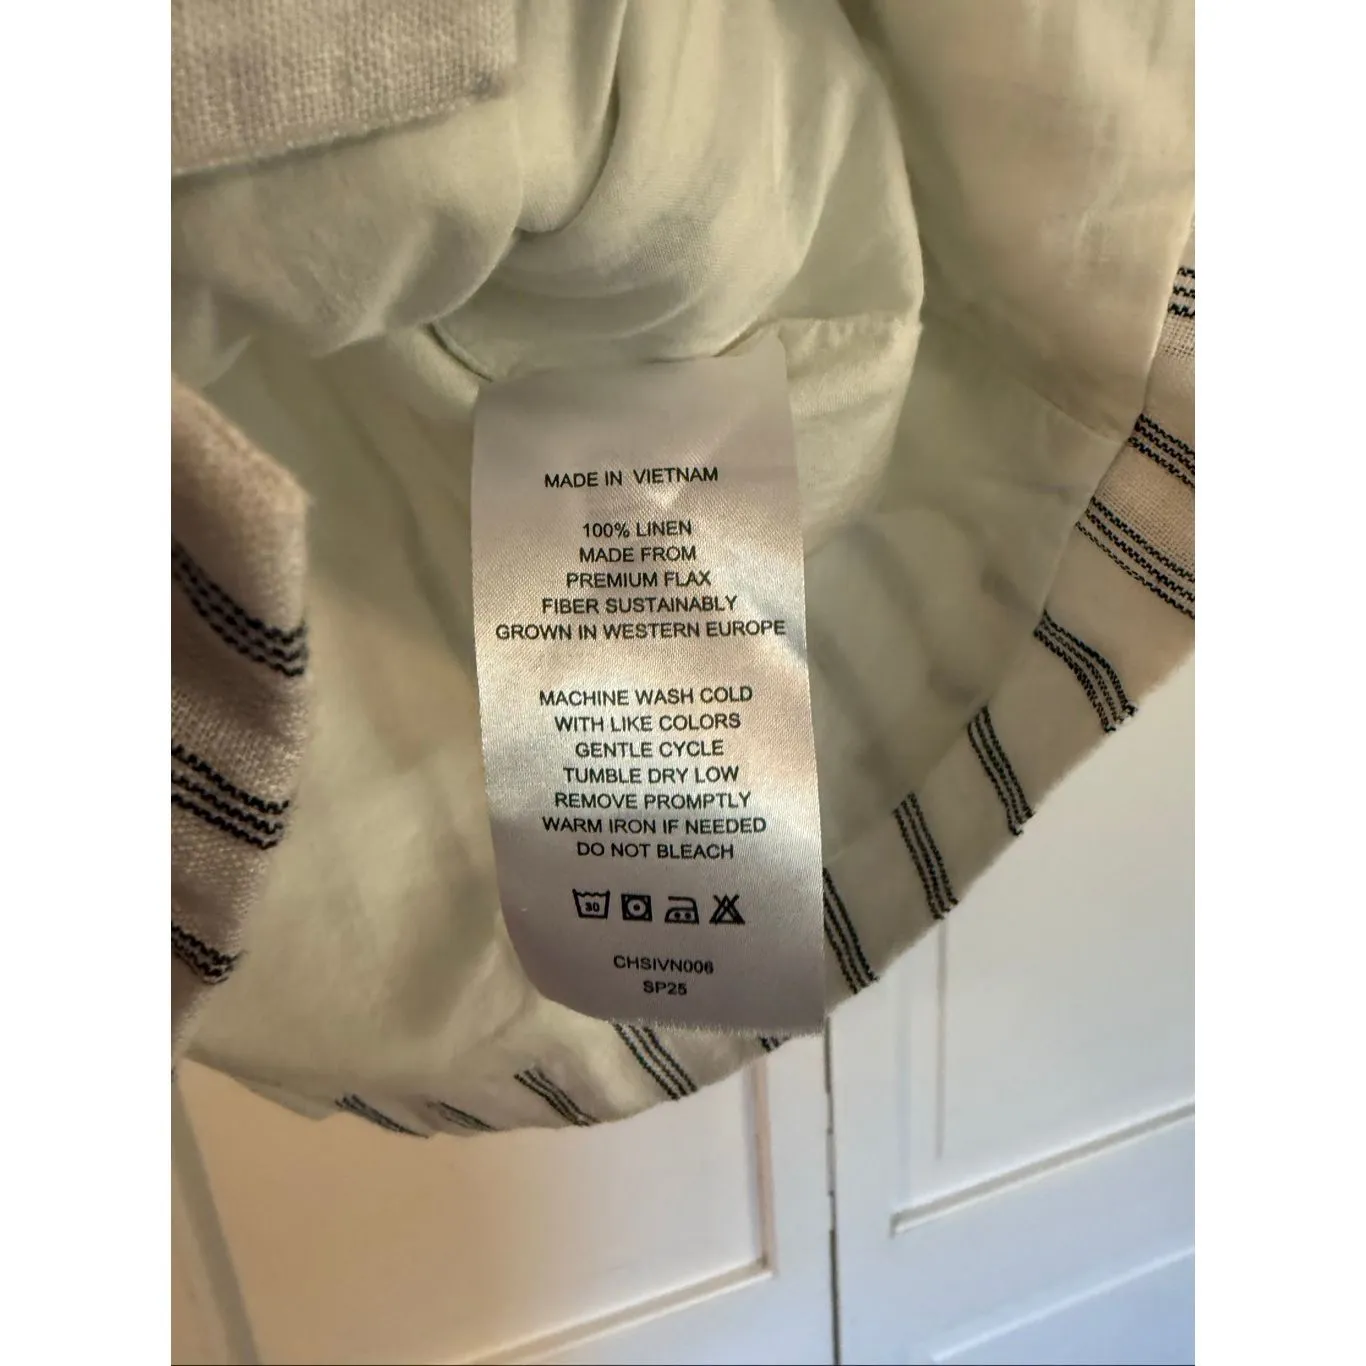 MADE IN VIETNAM
100% LINEN
MADE FROM
PREMIUM FLAX
FIBER SUSTAINABLY
GROWN IN WESTERN EUROPE
MACHINE WASH COLD
WITH LIKE COLORS
GENTLE CYCLE
TUMBLE DRY LOW
REMOVE PROMPTLY
WARM IRON IF NEEDED
DO NOT BLEACH
30
CHSIVN006
SP25